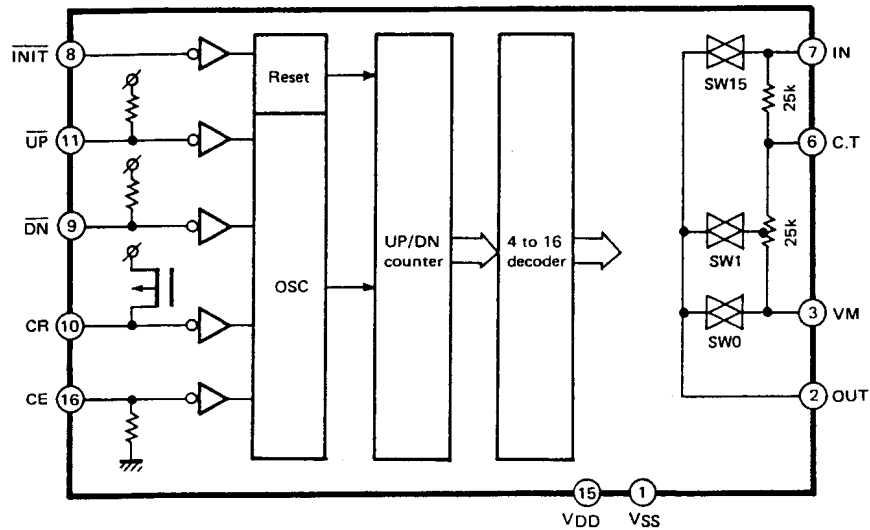 INIT 8
11 UP
9 DN
CR 10
CE 16
Reset
OSC
UP/DN
counter
4 to 16
decoder
SW15
SW1
SW0
25k
25k
7 IN
6 C.T
3 VM
2 OUT
15
VDD
1
VSS